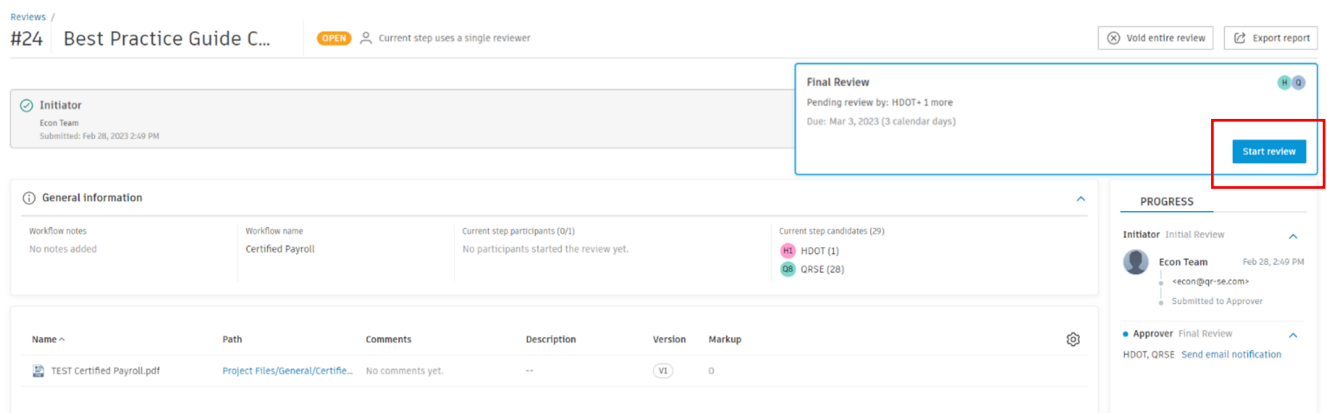 Reviews /
#24 Best Practice Guide C... OPEN Current step uses a single reviewer
Void entire review
Export report
Initiator
Econ Team
Submitted: Feb 28, 2023 2:49 PM
Final Review
H Q
Pending review by: HDOT+ 1 more
Due: Mar 3, 2023 (3 calendar days)
Start review
General information
Workflow notes
No notes added
Workflow name
Certified Payroll
Current step participants (0/1)
No participants started the review yet.
Current step candidates (29)
H1 HDOT (1)
Q8 QRSE (28)
PROGRESS
Initiator Initial Review
Econ Team Feb 28, 2:49 PM
<econ@qr-se.com>
Submitted to Approver
Approver Final Review
HDOT, QRSE Send email notification
Name Path Comments Description Version Markup
TEST Certified Payroll.pdf Project Files/General/Certifie... No comments yet. -- V1 0